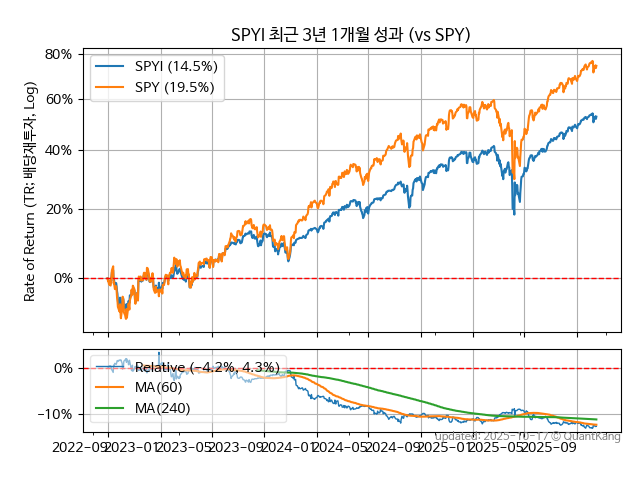 SPYI 최근 3년 1개월 성과 (vs SPY)
80%
60%
40%
20%
0%
Rate of Return (TR: 배당재투자, Log)
SPYI (14.5%)
SPY (19.5%)
0%
−10%
Relative (−4.2%, 4.3%)
MA(60)
MA(240)
updated: 2025-10-17 © QuantKang
2022-09 2023-01 2023-05 2023-09 2024-01 2024-05 2024-09 2025-01 2025-05 2025-09